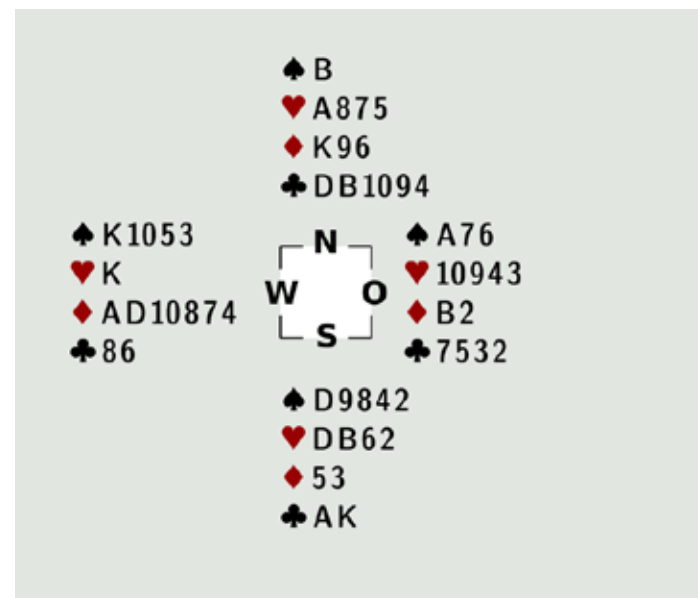 ♠ B
♥ A875
♦ K96
♣ DB1094
♠ K1053
♥ K
♦ AD10874
♣ 86
N
W O
S
♠ A76
♥ 10943
♦ B2
♣ 7532
♠ D9842
♥ DB62
♦ 53
♣ AK